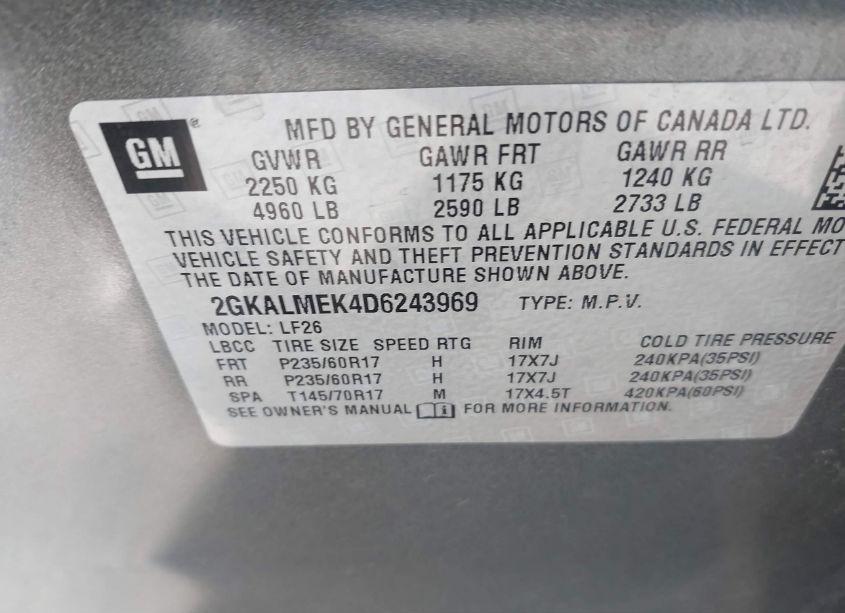 GM®
MFD BY GENERAL MOTORS OF CANADA LTD.
GVWR GAWR FRT GAWR RR
2250 KG 1175 KG 1240 KG
4960 LB 2590 LB 2733 LB
THIS VEHICLE CONFORMS TO ALL APPLICABLE U.S. FEDERAL MO
VEHICLE SAFETY AND THEFT PREVENTION STANDARDS IN EFFECT
THE DATE OF MANUFACTURE SHOWN ABOVE.
2GKALMEK4D6243969 TYPE: M.P.V.
MODEL: LF26
LBCC TIRE SIZE SPEED RTG RIM COLD TIRE PRESSURE
FRT P235/60R17 H 17X7J 240KPA(35PSI)
RR P235/60R17 H 17X7J 240KPA(35PSI)
SPA T145/70R17 M 17X4.5T 420KPA(60PSI)
SEE OWNER'S MANUAL FOR MORE INFORMATION.